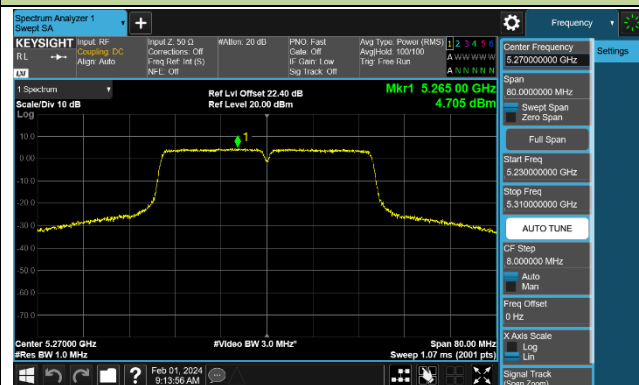 Spectrum Analyzer 1
Swept SA
Frequency
KEYSIGHT
RL
LXI
Input: RF
Coupling: DC
Align: Auto
Input Z: 50 Ω
Corrections: Off
Freq Ref: Int (S)
NFE: Off
#Atten: 20 dB
PNO: Fast
Gate: Off
IF Gain: Low
Sig Track: Off
Avg Type: Power (RMS)
Avg|Hold: 100/100
Trig: Free Run
1 2 3 4 5 6
A W W W W W
A N N N N N
Center Frequency
5.270000000 GHz
Settings
Span
80.0000000 MHz
Swept Span
Zero Span
Full Span
Start Freq
5.230000000 GHz
Stop Freq
5.310000000 GHz
AUTO TUNE
CF Step
8.000000 MHz
Auto
Man
Freq Offset
0 Hz
X Axis Scale
Log
Lin
Signal Track
(Span Zoom)
1 Spectrum
Scale/Div 10 dB
Log
Ref Lvl Offset 22.40 dB
Ref Level 20.00 dBm
Mkr1 5.265 00 GHz
4.705 dBm
1
10.0
0.00
-10.0
-20.0
-30.0
-40.0
-50.0
-60.0
-70.0
Center 5.27000 GHz
#Res BW 1.0 MHz
#Video BW 3.0 MHz*
Span 80.00 MHz
Sweep 1.07 ms (2001 pts)
Feb 01, 2024
9:13:56 AM